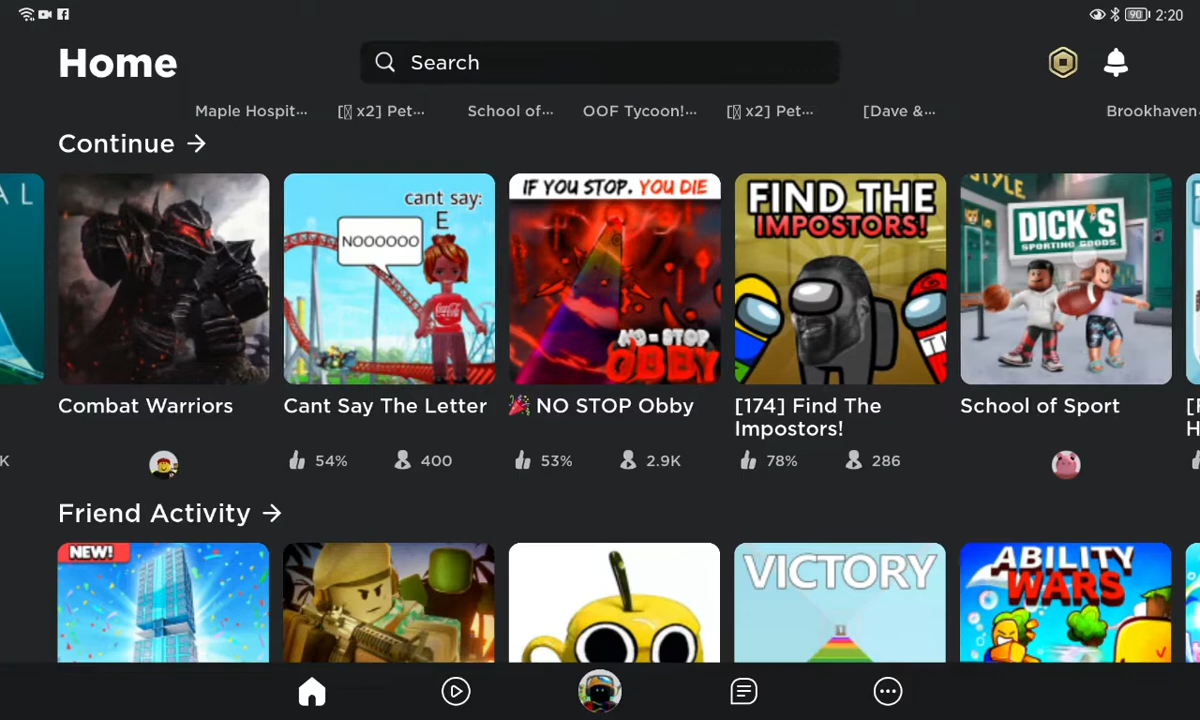 90 2:20
Home
Search
Maple Hospit... x2] Pet... School of... OOF Tycoon!... x2] Pet... [Dave &... Brookhaven
Continue →
A L
cant say:
E
NOOOOOO
IF YOU STOP. YOU DIE
NO-STOP
OBBY
FIND THE
IMPOSTORS!
STYLE
DICK'S
SPORTING GOODS
Combat Warriors
Cant Say The Letter
🎉 NO STOP Obby
[174] Find The
Impostors!
School of Sport
K
54% 400
53% 2.9K
78% 286
Friend Activity →
NEW!
VICTORY
ABILITY
WARS